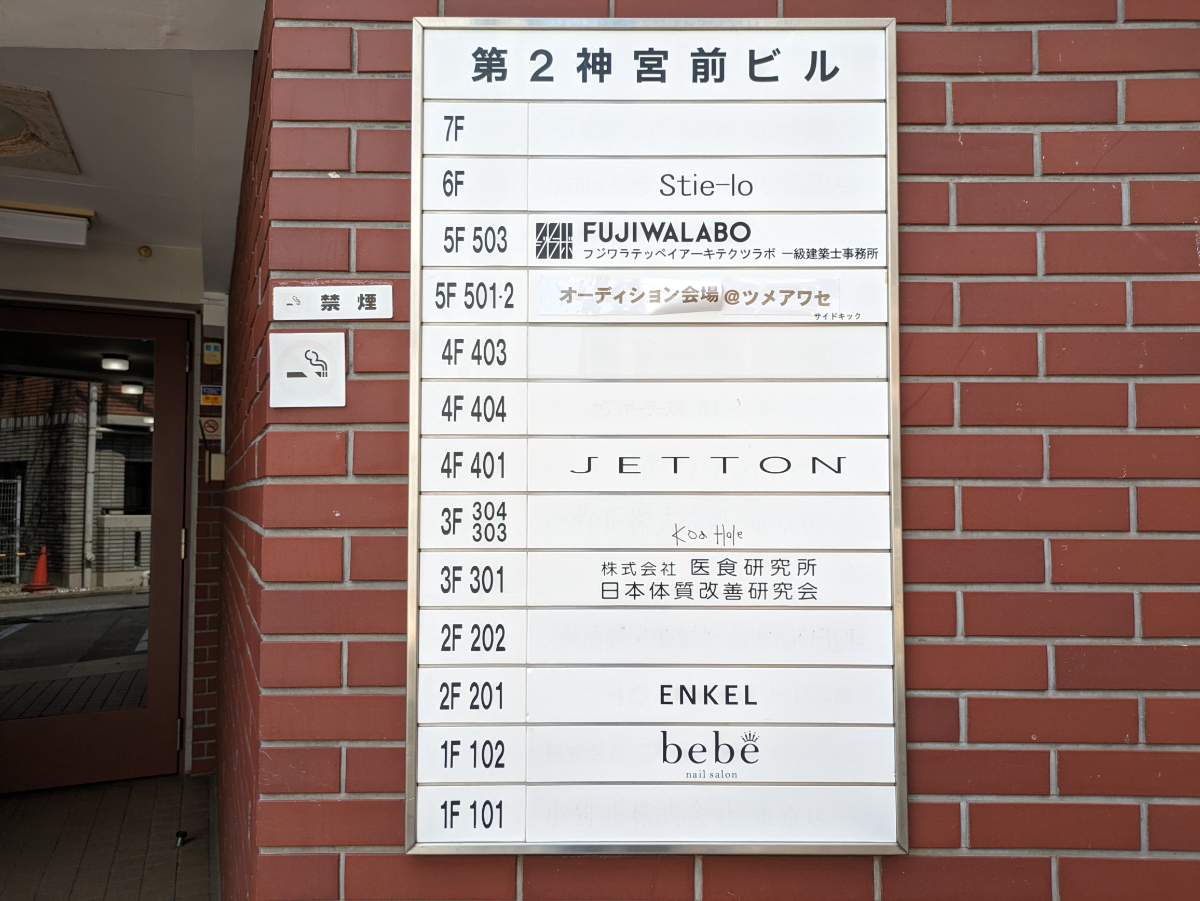 第2神宮前ビル
7F
6F Stie-lo
5F 503 FUJIWALABO
フジワラテッペイアーキテクツラボ 一級建築士事務所
5F 501・2 オーディション会場 @ツメアワセ
サイドキック
4F 403
4F 404
4F 401 JETTON
3F 304 303 Koa Hole
3F 301 株式会社 医食研究所
日本体質改善研究会
2F 202
2F 201 ENKEL
1F 102 bebe
nail salon
1F 101
禁煙